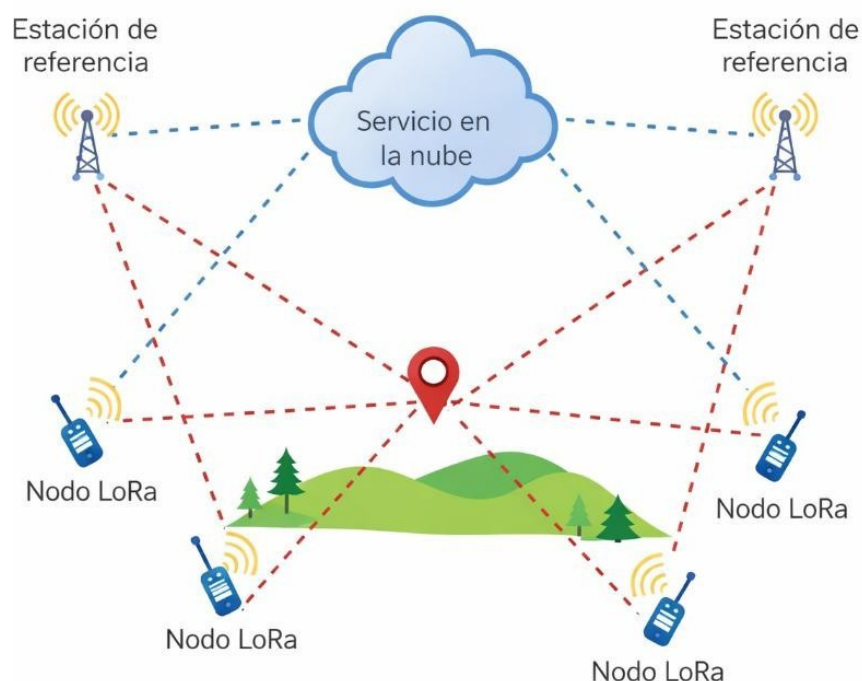 Estación de
referencia
Estación de
referencia
Servicio en
la nube
Nodo LoRa
Nodo LoRa
Nodo LoRa
Nodo LoRa